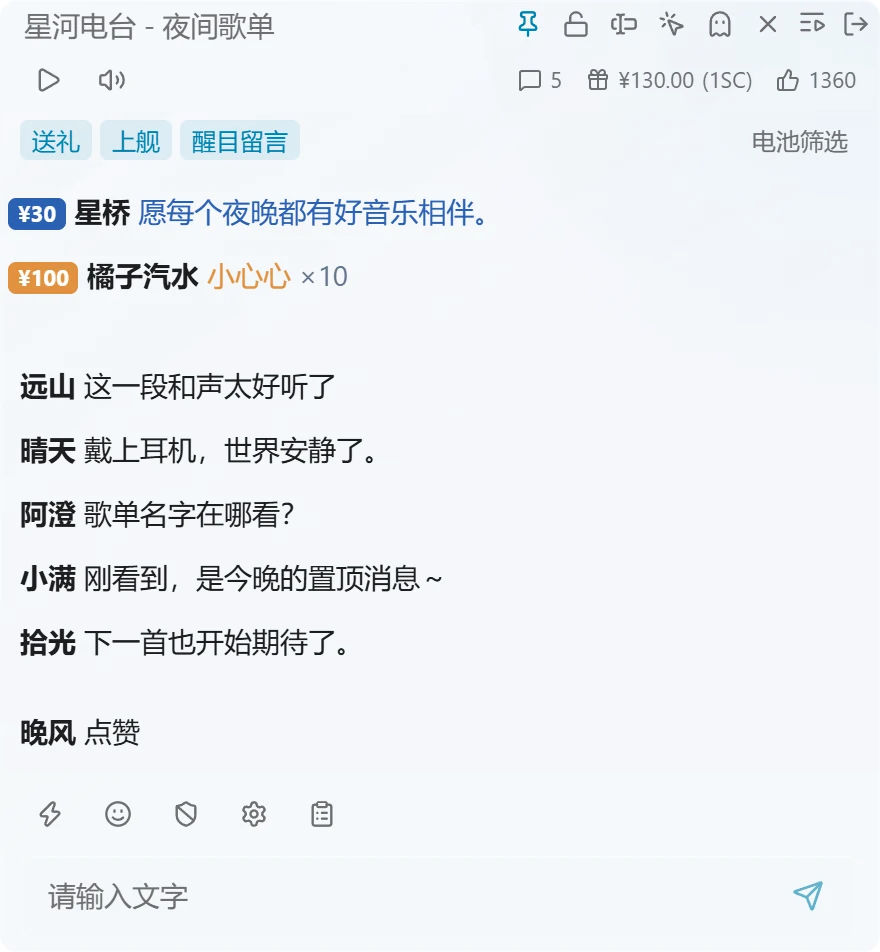 星河电台 - 夜间歌单
5 ¥130.00 (1SC) 1360
送礼 上舰 醒目留言 电池筛选
¥30 星桥 愿每个夜晚都有好音乐相伴。
¥100 橘子汽水 小心心 ×10
远山 这一段和声太好听了
晴天 戴上耳机，世界安静了。
阿澄 歌单名字在哪看？
小满 刚看到，是今晚的置顶消息～
拾光 下一首也开始期待了。
晚风 点赞
请输入文字